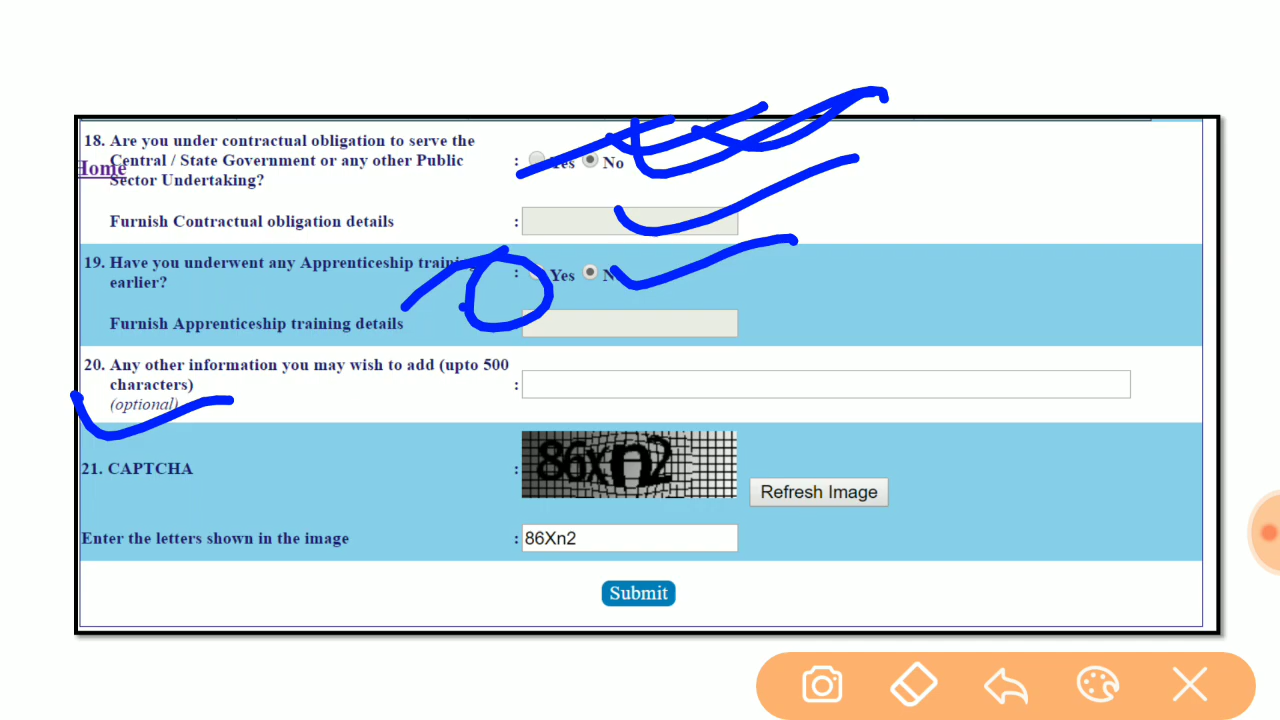 18. Are you under contractual obligation to serve the
Central / State Government or any other Public
Sector Undertaking?
: Yes No
Home
Furnish Contractual obligation details :
19. Have you underwent any Apprenticeship training
earlier?
: Yes No
Furnish Apprenticeship training details
20. Any other information you may wish to add (upto 500
characters) :
(optional)
86xn2
21. CAPTCHA :
Refresh Image
Enter the letters shown in the image : 86Xn2
Submit